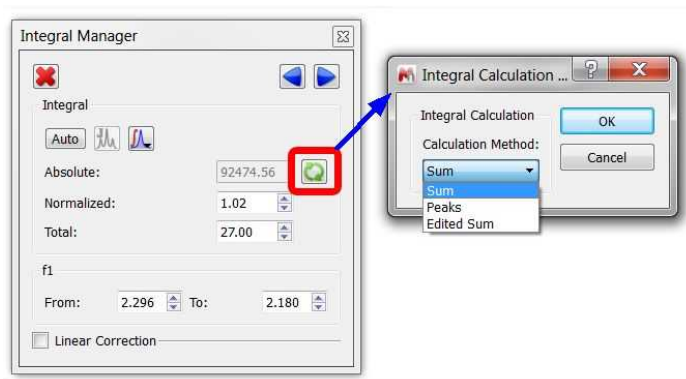 Integral Manager
Integral
Auto
Absolute: 92474.56
Normalized: 1.02
Total: 27.00
f1
From: 2.296 To: 2.180
Linear Correction
Integral Calculation ...
Integral Calculation
Calculation Method:
Sum
Sum
Peaks
Edited Sum
OK
Cancel